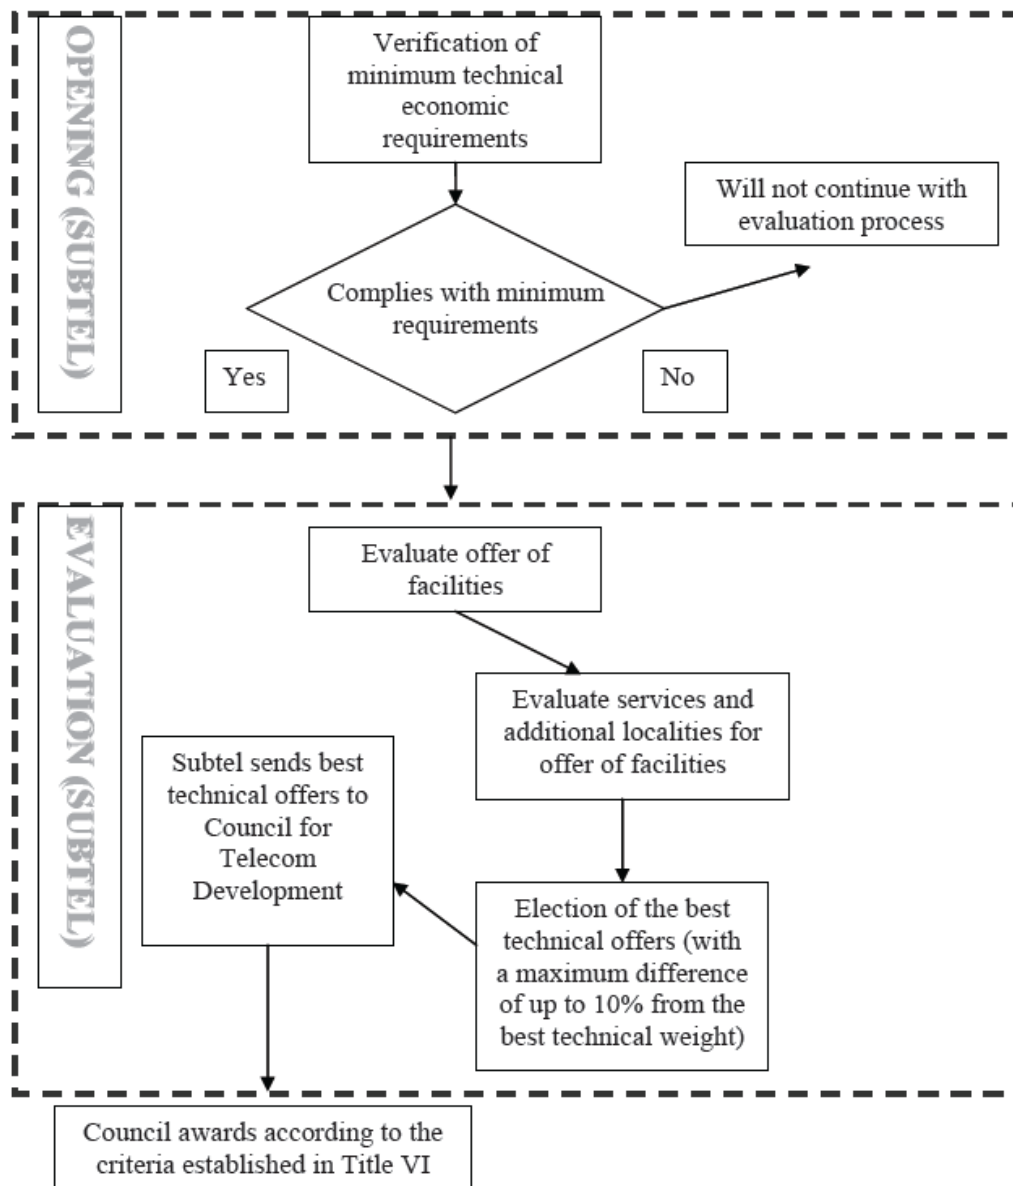 OPENING (SUBTEL)
Verification of
minimum technical
economic
requirements
Will not continue with
evaluation process
Complies with minimum
requirements
Yes
No
EVALUATION (SUBTEL)
Evaluate offer of
facilities
Evaluate services and
additional localities for
offer of facilities
Subtel sends best
technical offers to
Council for
Telecom
Development
Election of the best
technical offers (with
a maximum difference
of up to 10% from the
best technical weight)
Council awards according to the
criteria established in Title VI